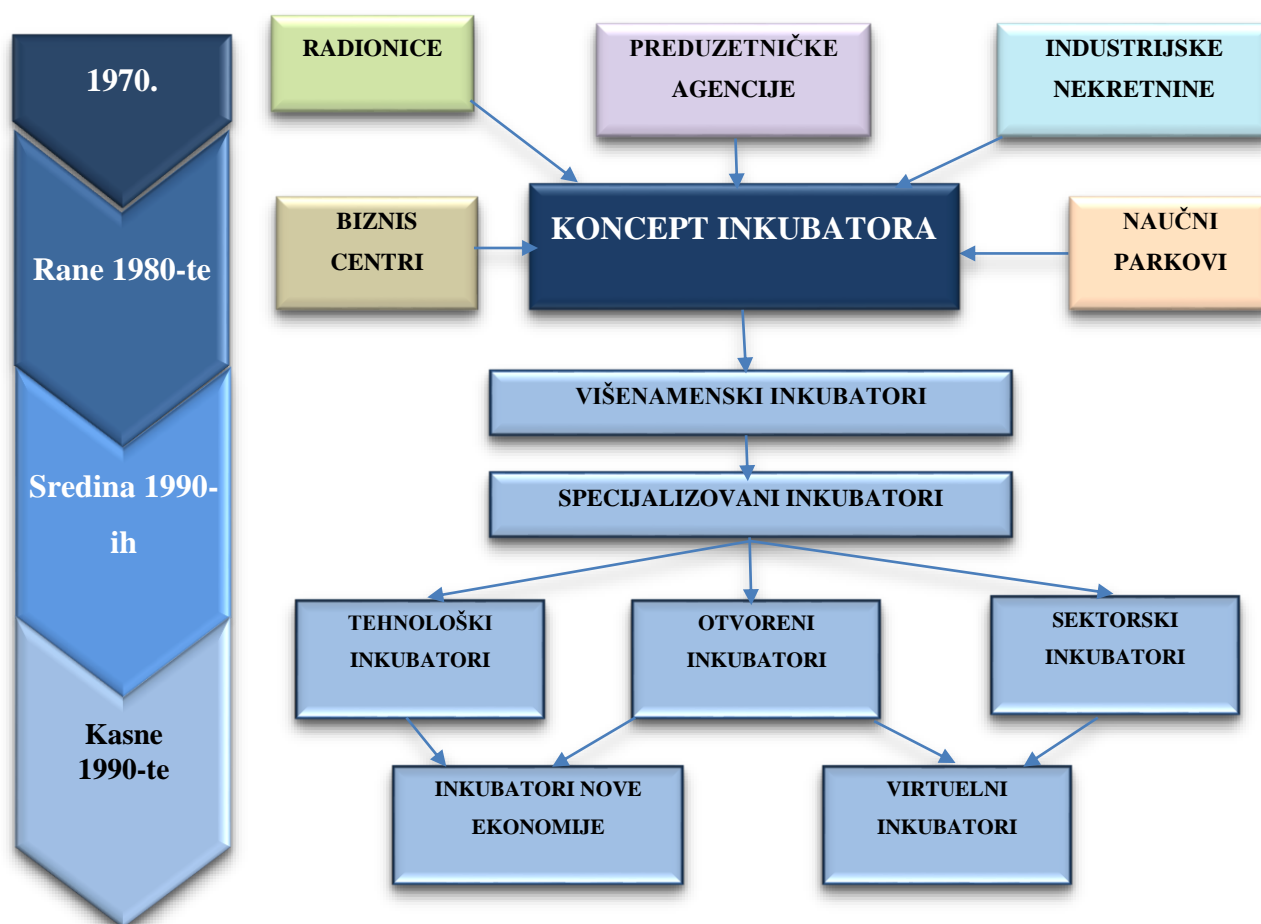 1970.
Rane 1980-te
Sredina 1990-
ih
Kasne
1990-te
RADIONICE
PREDUZETNIČKE
AGENCIJE
INDUSTRIJSKE
NEKRETNINE
BIZNIS
CENTRI
KONCEPT INKUBATORA
NAUČNI
PARKOVI
VIŠENAMENSKI INKUBATORI
SPECIJALIZOVANI INKUBATORI
TEHNOLOŠKI
INKUBATORI
OTVORENI
INKUBATORI
SEKTORSKI
INKUBATORI
INKUBATORI NOVE
EKONOMIJE
VIRTUELNI
INKUBATORI